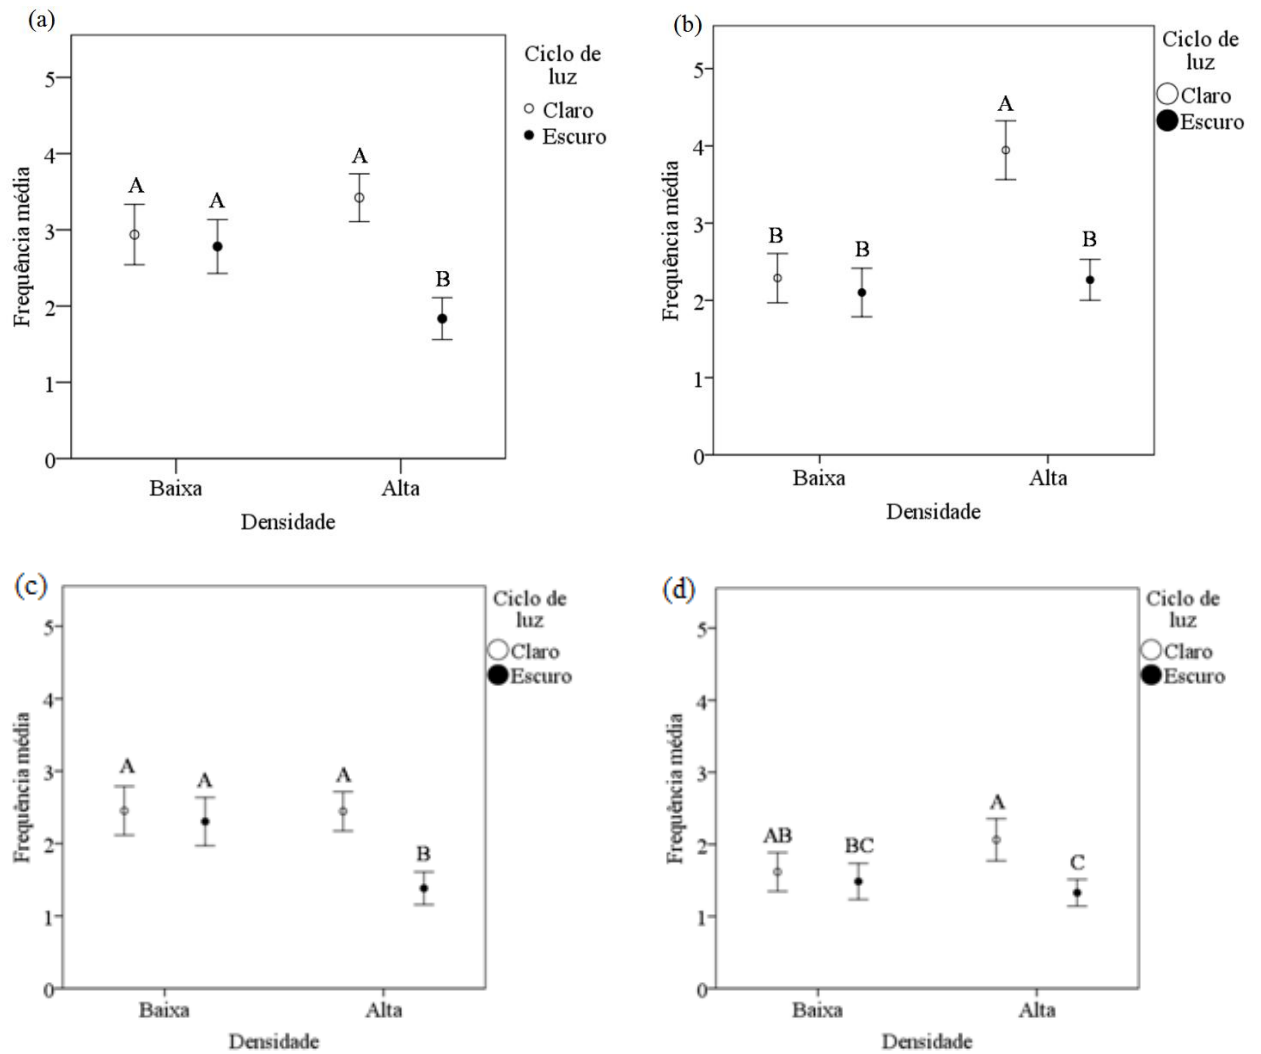 (a)
Ciclo de
luz
Claro
Escuro
5
4
3
2
1
0
Frequência média
A
A
A
B
Baixa
Alta
Densidade
(b)
Ciclo de
luz
Claro
Escuro
5
4
3
2
1
0
Frequência média
B
B
A
B
Baixa
Alta
Densidade
(c)
Ciclo de
luz
Claro
Escuro
5
4
3
2
1
0
Frequência média
A
A
A
B
Baixa
Alta
Densidade
(d)
Ciclo de
luz
Claro
Escuro
5
4
3
2
1
0
Frequência média
AB
BC
A
C
Baixa
Alta
Densidade